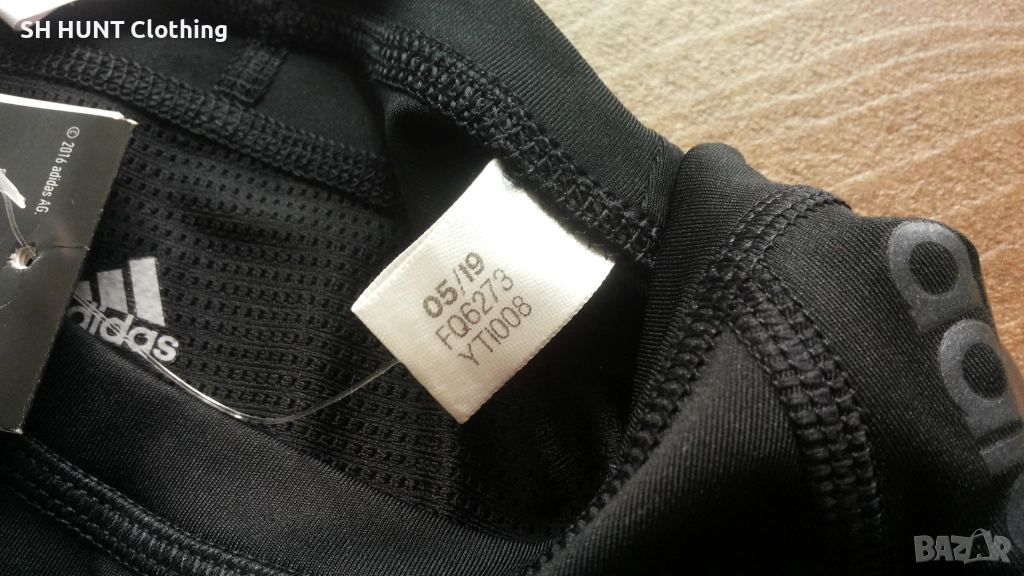 SH HUNT Clothing
© 2016 adidas AG.
adidas
05/19
FQ6273
YTI008
BAZAR